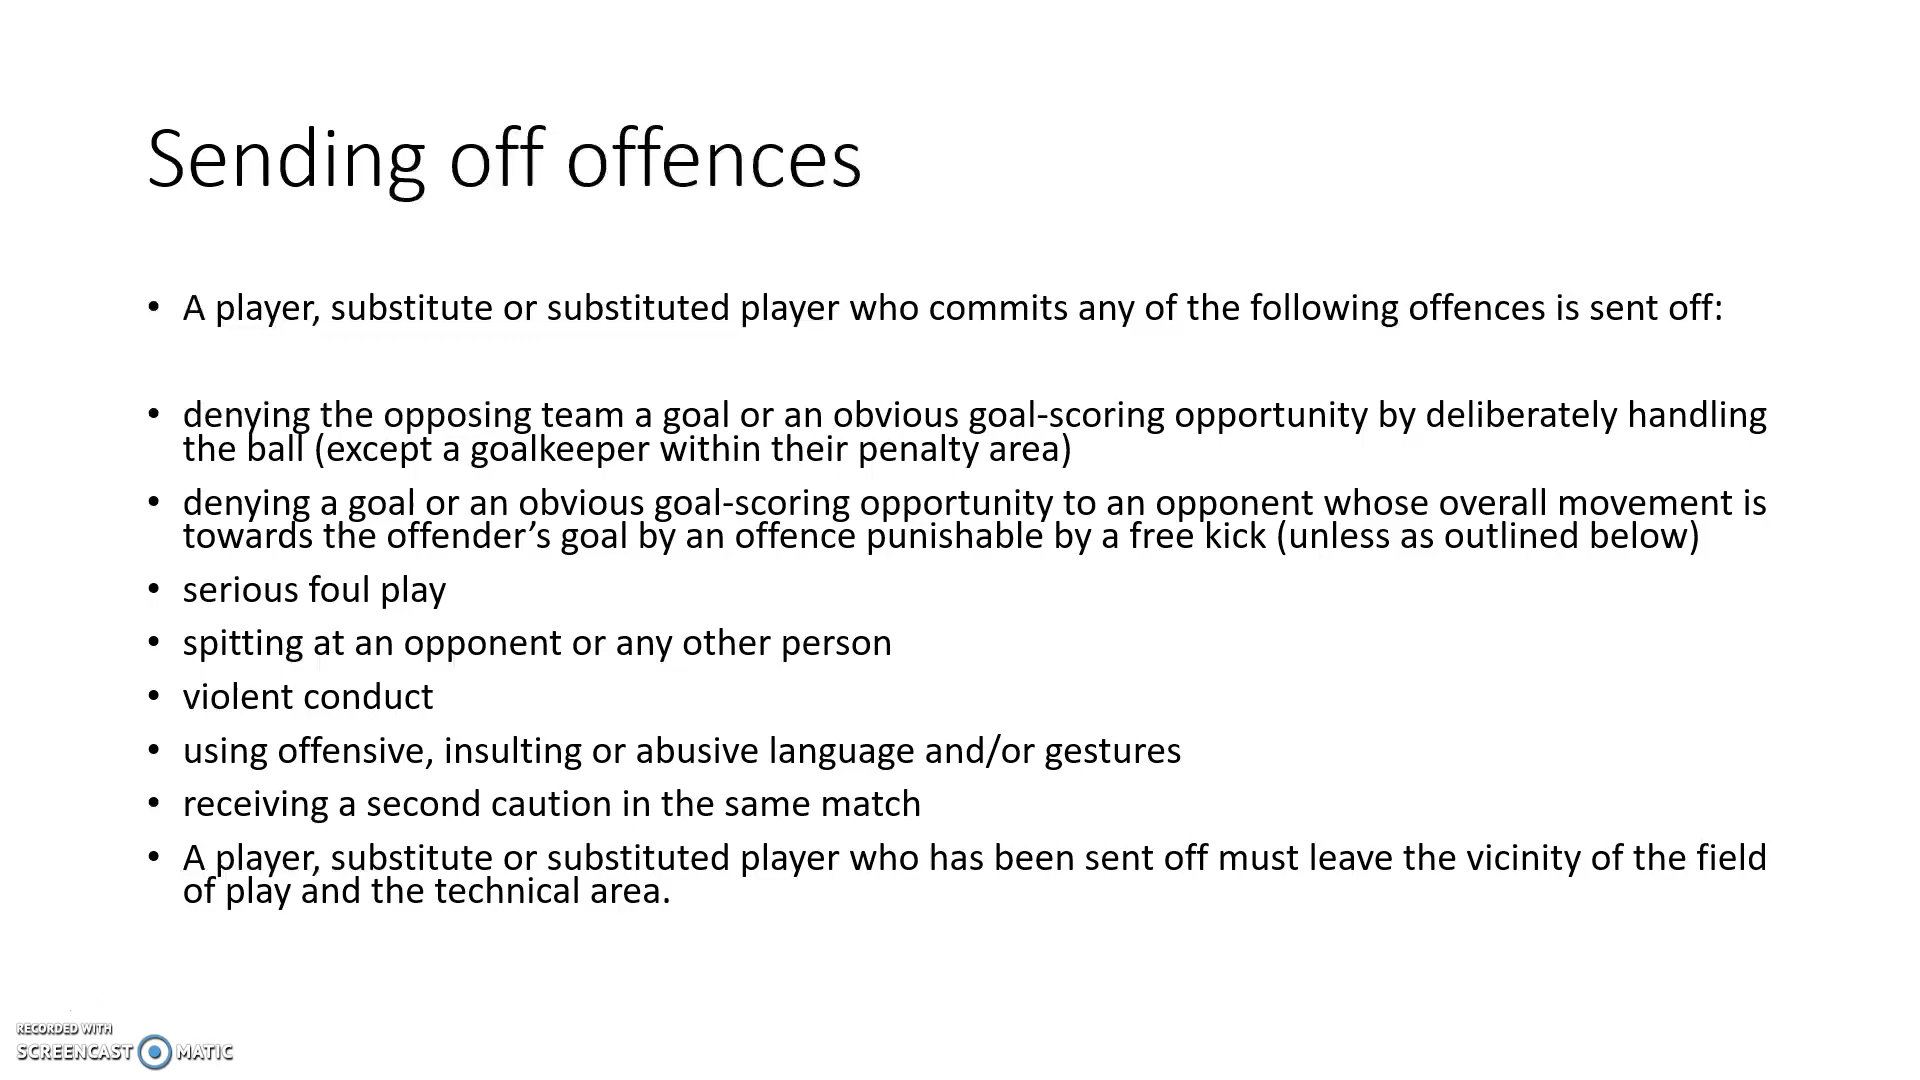 Sending off offences
• A player, substitute or substituted player who commits any of the following offences is sent off:
• denying the opposing team a goal or an obvious goal-scoring opportunity by deliberately handling
the ball (except a goalkeeper within their penalty area)
• denying a goal or an obvious goal-scoring opportunity to an opponent whose overall movement is
towards the offender’s goal by an offence punishable by a free kick (unless as outlined below)
• serious foul play
• spitting at an opponent or any other person
• violent conduct
• using offensive, insulting or abusive language and/or gestures
• receiving a second caution in the same match
• A player, substitute or substituted player who has been sent off must leave the vicinity of the field
of play and the technical area.
RECORDED WITH
SCREENCAST MATIC